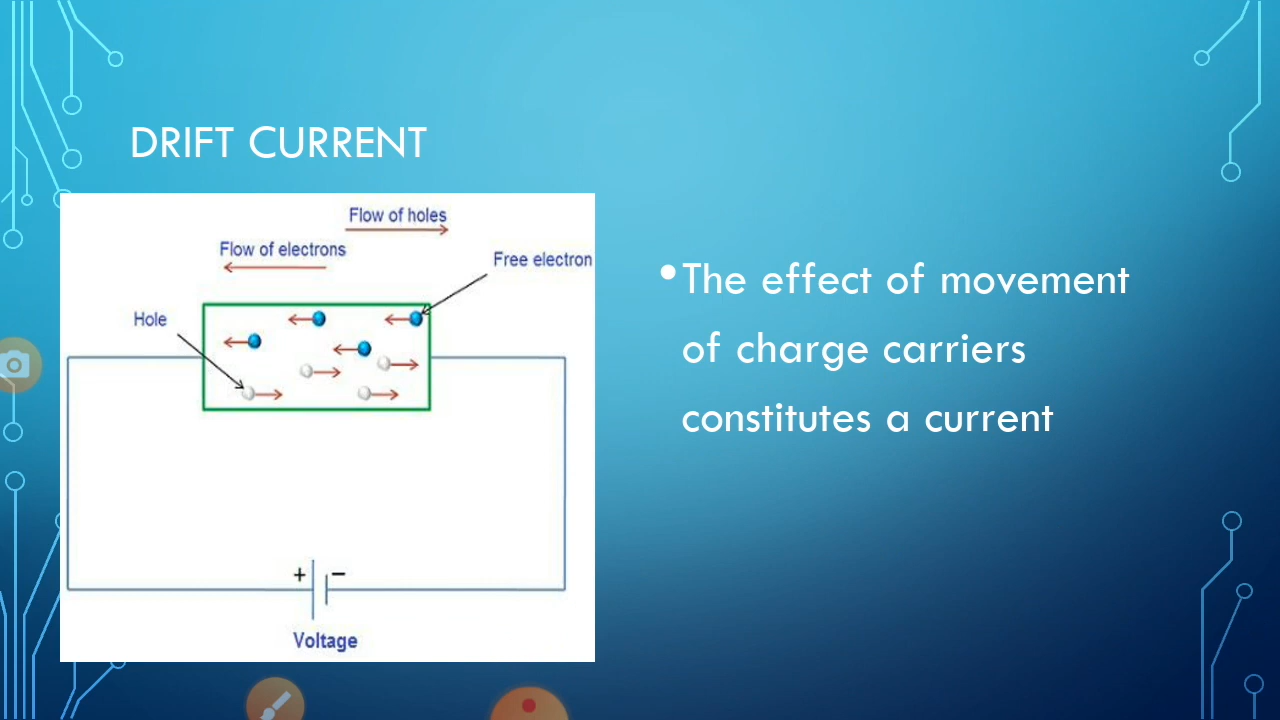 DRIFT CURRENT
Flow of holes
Flow of electrons
Free electron
Hole
+ −
Voltage
•The effect of movement
of charge carriers
constitutes a current